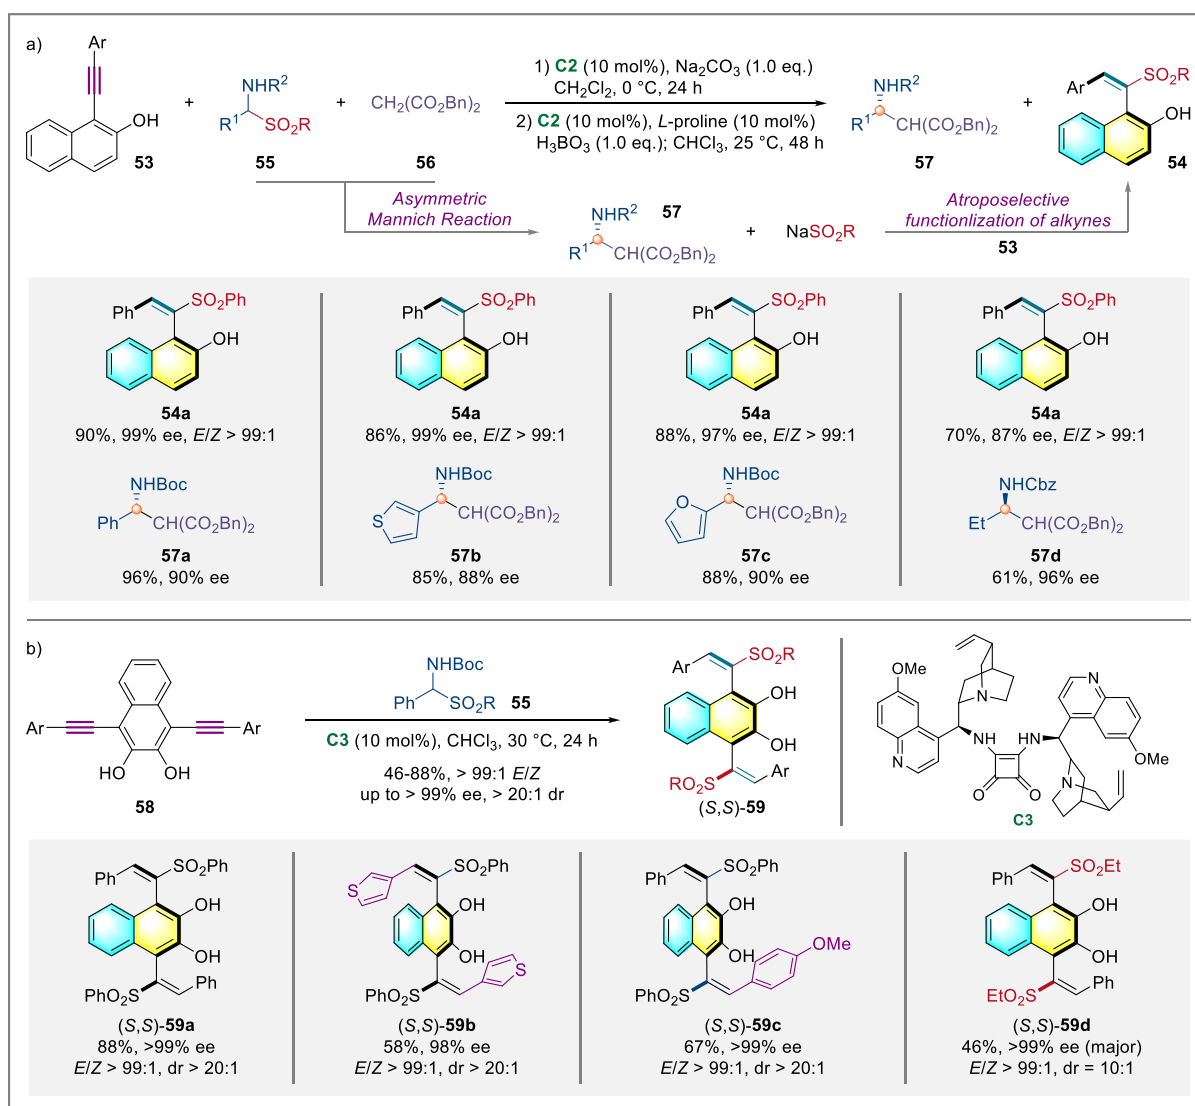 a)
Ar
OH
53
+
NHR2
R1
SO2R
55
+
CH2(CO2Bn)2
56
1) C2 (10 mol%), Na2CO3 (1.0 eq.)
CH2Cl2, 0 °C, 24 h
2) C2 (10 mol%), L-proline (10 mol%)
H3BO3 (1.0 eq.); CHCl3, 25 °C, 48 h
NHR2
R1
CH(CO2Bn)2
57
+
Ar
SO2R
OH
54
Asymmetric
Mannich Reaction
NHR2
57
R1
CH(CO2Bn)2
+
NaSO2R
Atroposelective
functionlization of alkynes
53
Ph
SO2Ph
OH
54a
90%, 99% ee, E/Z > 99:1
NHBoc
Ph
CH(CO2Bn)2
57a
96%, 90% ee
Ph
SO2Ph
OH
54a
86%, 99% ee, E/Z > 99:1
NHBoc
S
CH(CO2Bn)2
57b
85%, 88% ee
Ph
SO2Ph
OH
54a
88%, 97% ee, E/Z > 99:1
NHBoc
O
CH(CO2Bn)2
57c
88%, 90% ee
Ph
SO2Ph
OH
54a
70%, 87% ee, E/Z > 99:1
NHCbz
Et
CH(CO2Bn)2
57d
61%, 96% ee
b)
Ar
Ar
HO
OH
58
NHBoc
Ph
SO2R
55
C3 (10 mol%), CHCl3, 30 °C, 24 h
46-88%, > 99:1 E/Z
up to > 99% ee, > 20:1 dr
Ar
SO2R
OH
OH
RO2S
Ar
(S,S)-59
OMe
N
N
NH
HN
O
O
N
OMe
N
C3
Ph
SO2Ph
OH
OH
PhO2S
Ph
(S,S)-59a
88%, >99% ee
E/Z > 99:1, dr > 20:1
S
SO2Ph
OH
OH
PhO2S
S
(S,S)-59b
58%, 98% ee
E/Z > 99:1, dr > 20:1
Ph
SO2Ph
OH
OH
OMe
PhO2S
(S,S)-59c
67%, >99% ee
E/Z > 99:1, dr > 20:1
Ph
SO2Et
OH
OH
EtO2S
Ph
(S,S)-59d
46%, >99% ee (major)
E/Z > 99:1, dr = 10:1